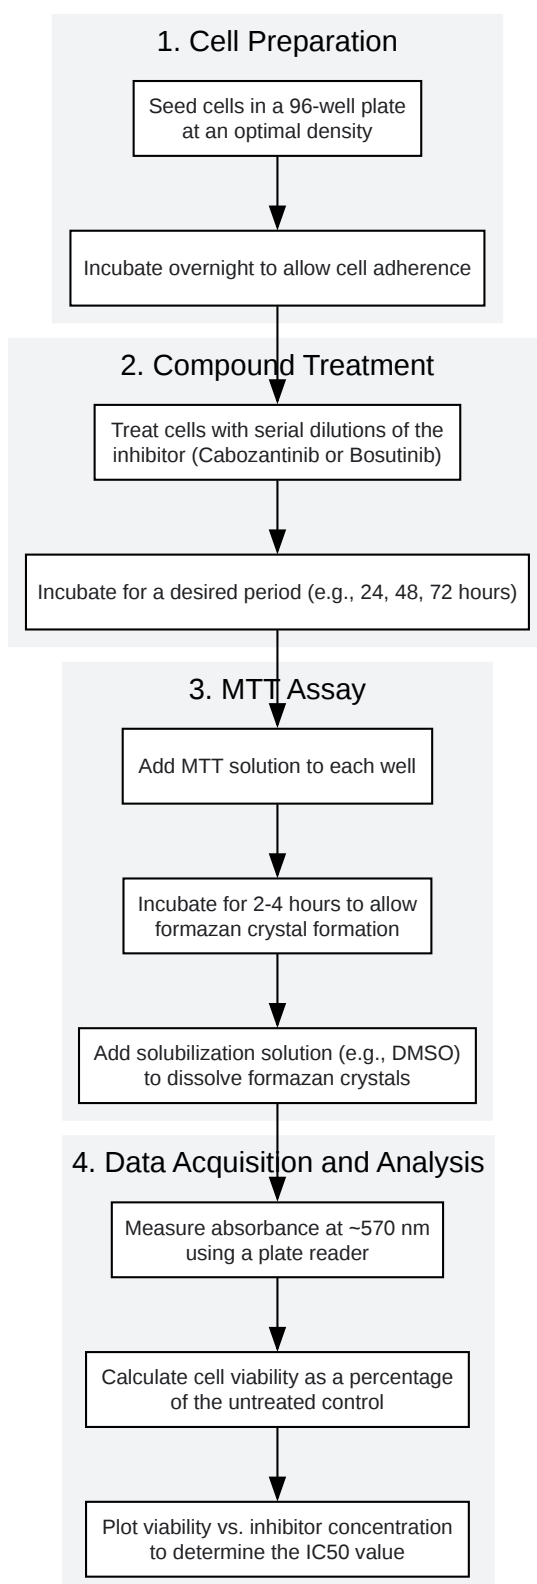 1. Cell Preparation
Seed cells in a 96-well plate
at an optimal density
Incubate overnight to allow cell adherence
2. Compound Treatment
Treat cells with serial dilutions of the
inhibitor (Cabozantinib or Bosutinib)
Incubate for a desired period (e.g., 24, 48, 72 hours)
3. MTT Assay
Add MTT solution to each well
Incubate for 2-4 hours to allow
formazan crystal formation
Add solubilization solution (e.g., DMSO)
to dissolve formazan crystals
4. Data Acquisition and Analysis
Measure absorbance at ~570 nm
using a plate reader
Calculate cell viability as a percentage
of the untreated control
Plot viability vs. inhibitor concentration
to determine the IC50 value